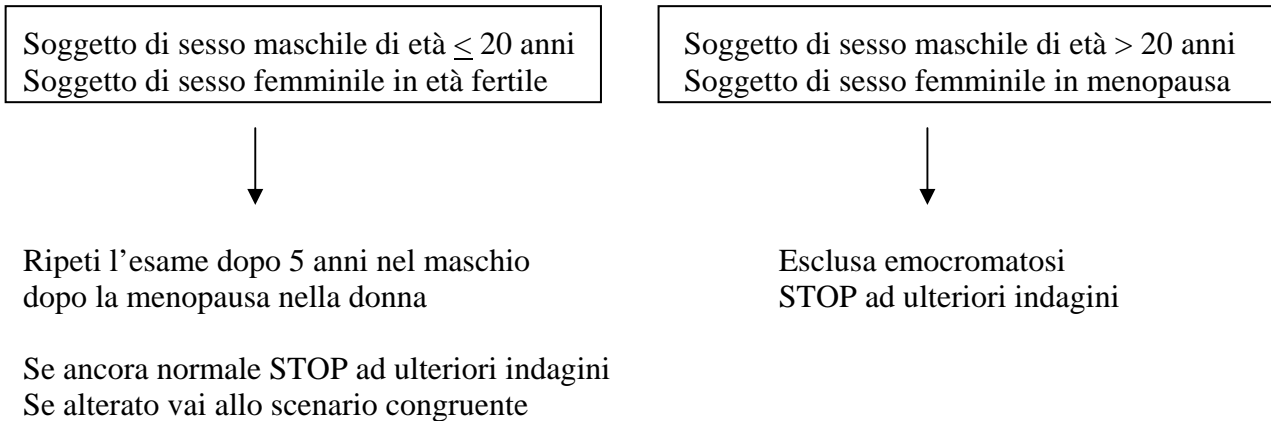 Soggetto di sesso maschile di età ≤ 20 anni
Soggetto di sesso femminile in età fertile
Soggetto di sesso maschile di età > 20 anni
Soggetto di sesso femminile in menopausa
Ripeti l'esame dopo 5 anni nel maschio
dopo la menopausa nella donna
Se ancora normale STOP ad ulteriori indagini
Se alterato vai allo scenario congruente
Esclusa emocromatosi
STOP ad ulteriori indagini